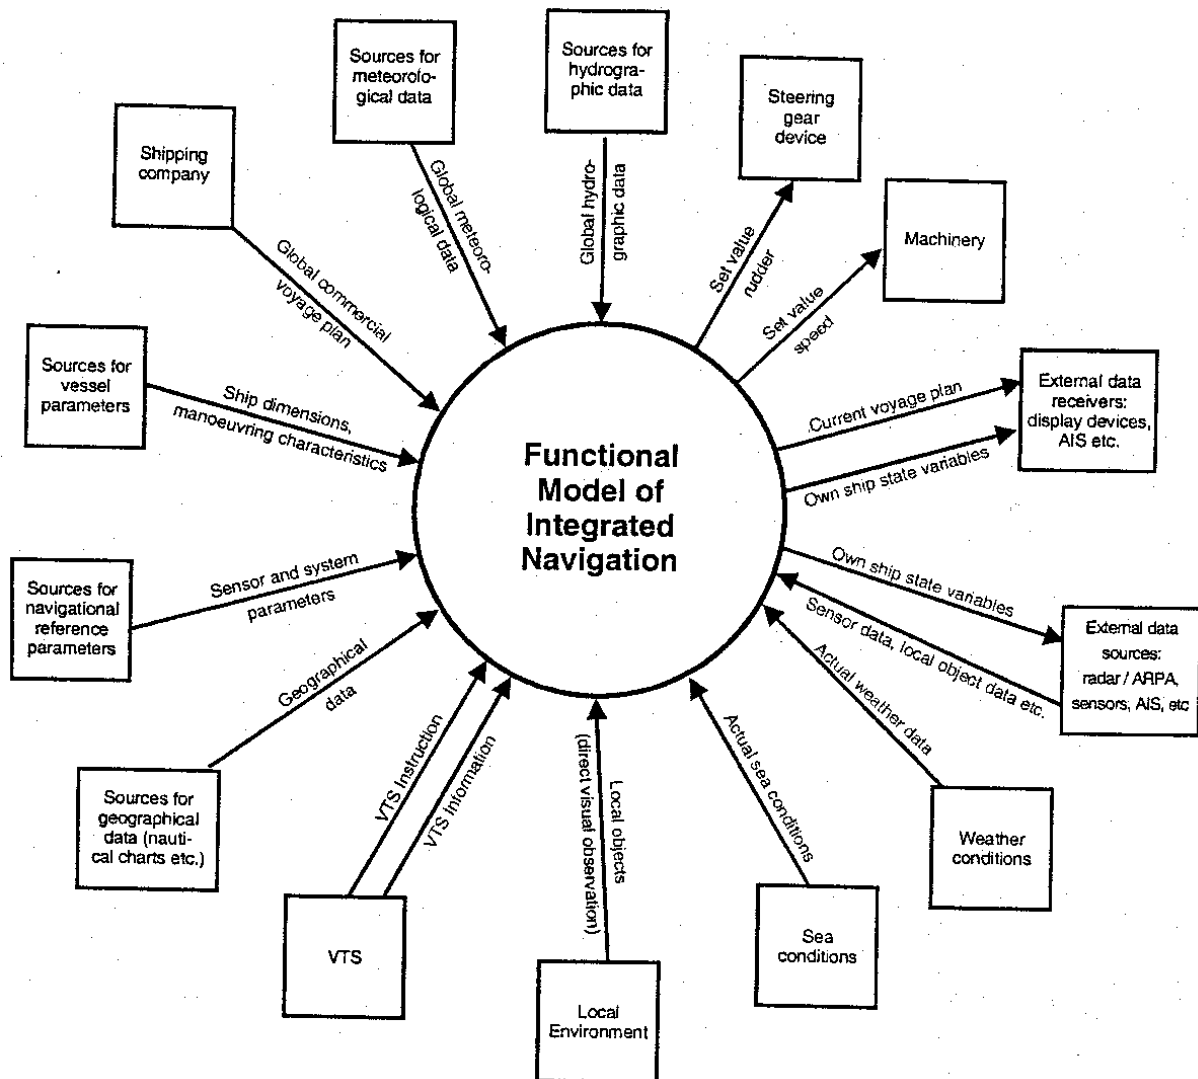 Sources for
meteorolo-
gical data
Sources for
hydrogra-
phic data
Steering
gear
device
Shipping
company
Machinery
Global meteoro-
logical data
Global hydro-
graphic data
Set value
rudder
Set value
speed
Global commercial
voyage plan
Sources for
vessel
parameters
Ship dimensions,
manoeuvring characteristics
Current voyage plan
Own ship state variables
External data
receivers:
display devices,
AIS etc.
Functional
Model of
Integrated
Navigation
Sources for
navigational
reference
parameters
Sensor and system
parameters
Own ship state variables
Sensor data, local object data etc.
External data
sources:
radar / ARPA,
sensors, AIS, etc
Geographical
data
Actual weather data
Sources for
geographical
data (nauti-
cal charts etc.)
VTS Instruction
VTS Information
Local objects
(direct visual observation)
Actual sea conditions
Weather
conditions
VTS
Sea
conditions
Local
Environment